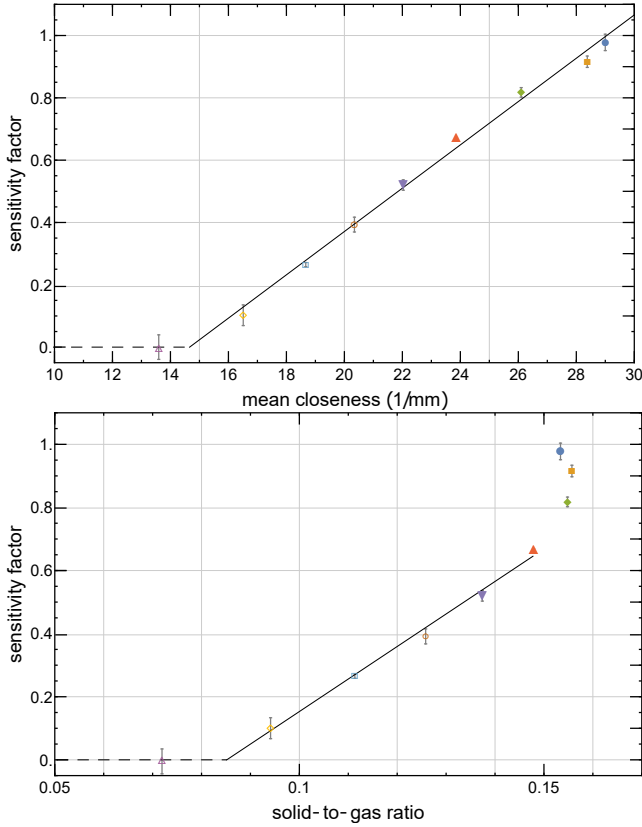 1.
0.8
0.6
0.4
0.2
0.
sensitivity factor
10 12 14 16 18 20 22 24 26 28 30
mean closeness (1/mm)
1.
0.8
0.6
0.4
0.2
0.
sensitivity factor
0.05 0.1 0.15
solid-to-gas ratio